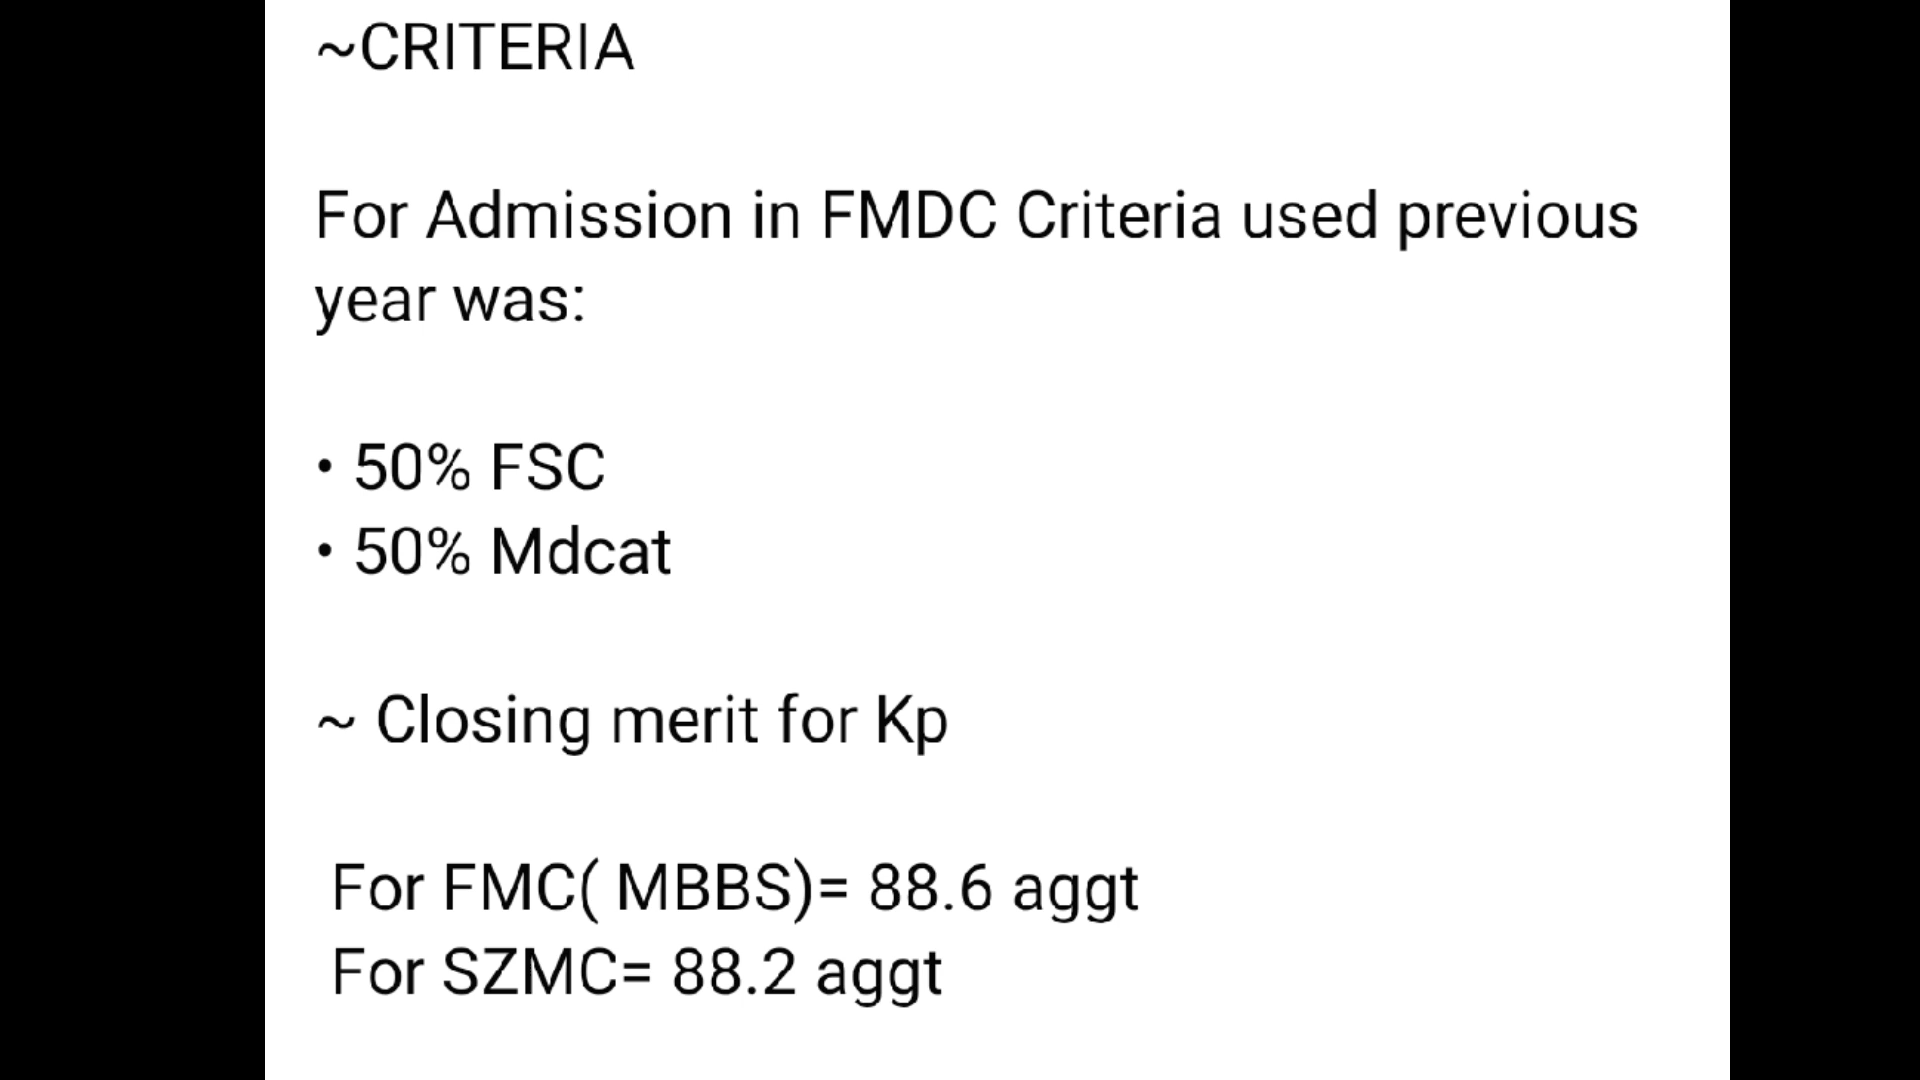 ~CRITERIA
For Admission in FMDC Criteria used previous
year was:
• 50% FSC
• 50% Mdcat
~ Closing merit for Kp
For FMC( MBBS)= 88.6 aggt
For SZMC= 88.2 aggt